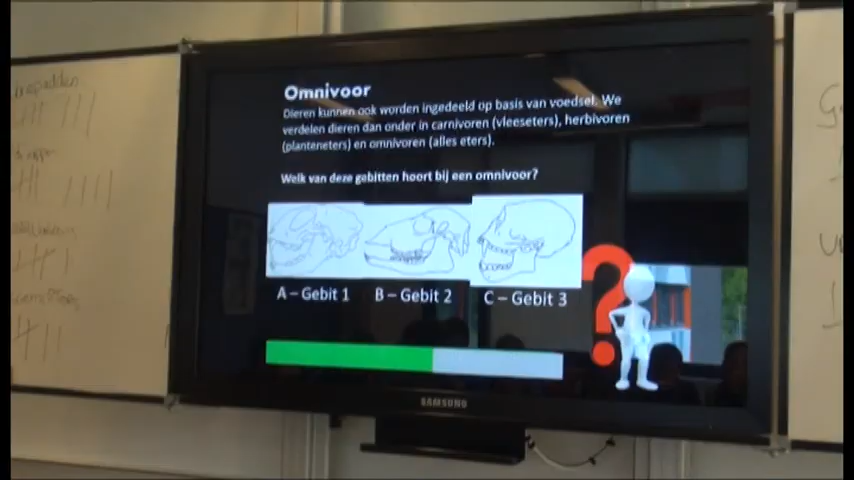 Omnivoor
Dieren kunnen ook worden ingedeeld op basis van voedsel. We
verdelen dieren dan onder in carnivoren (vleeseters), herbivoren
(planteneters) en omnivoren (alles eters).
Welk van deze gebitten hoort bij een omnivoor?
A – Gebit 1 B – Gebit 2 C – Gebit 3
SAMSUNG